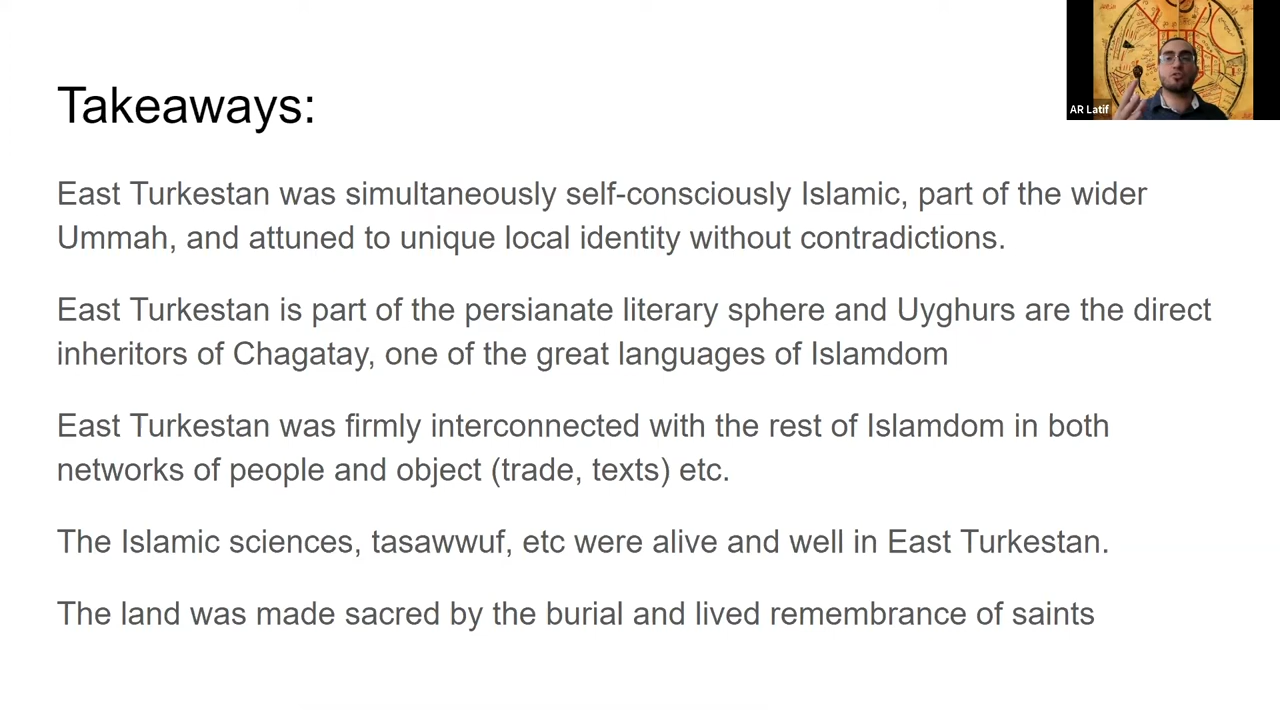 Takeaways:
AR Latif
East Turkestan was simultaneously self-consciously Islamic, part of the wider
Ummah, and attuned to unique local identity without contradictions.
East Turkestan is part of the persianate literary sphere and Uyghurs are the direct
inheritors of Chagatay, one of the great languages of Islamdom
East Turkestan was firmly interconnected with the rest of Islamdom in both
networks of people and object (trade, texts) etc.
The Islamic sciences, tasawwuf, etc were alive and well in East Turkestan.
The land was made sacred by the burial and lived remembrance of saints